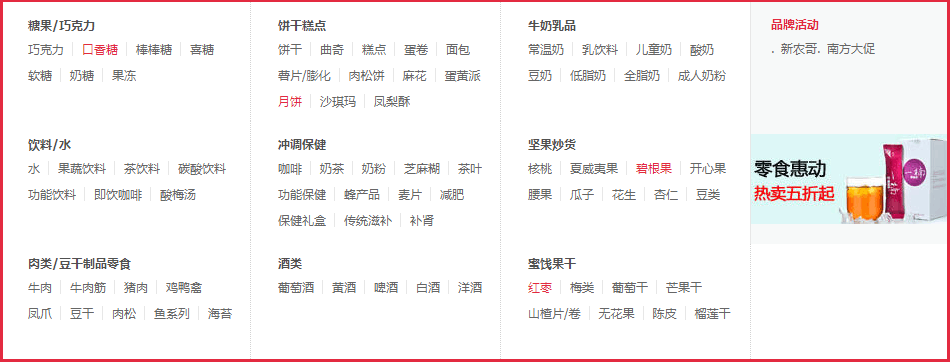 糖果/巧克力
巧克力 口香糖 棒棒糖 喜糖
软糖 奶糖 果冻
饼干糕点
饼干 曲奇 糕点 蛋卷 面包
薯片/膨化 肉松饼 麻花 蛋黄派
月饼 沙琪玛 凤梨酥
牛奶乳品
常温奶 乳饮料 儿童奶 酸奶
豆奶 低脂奶 全脂奶 成人奶粉
品牌活动
. 新农哥. 南方大促
饮料/水
水 果蔬饮料 茶饮料 碳酸饮料
功能饮料 即饮咖啡 酸梅汤
冲调保健
咖啡 奶茶 奶粉 芝麻糊 茶叶
功能保健 蜂产品 麦片 减肥
保健礼盒 传统滋补 补肾
坚果炒货
核桃 夏威夷果 碧根果 开心果
腰果 瓜子 花生 杏仁 豆类
零食惠动
热卖五折起
肉类/豆干制品零食
牛肉 牛肉筋 猪肉 鸡鸭禽
凤爪 豆干 肉松 鱼系列 海苔
酒类
葡萄酒 黄酒 啤酒 白酒 洋酒
蜜饯果干
红枣 梅类 葡萄干 芒果干
山楂片/卷 无花果 陈皮 榴莲干